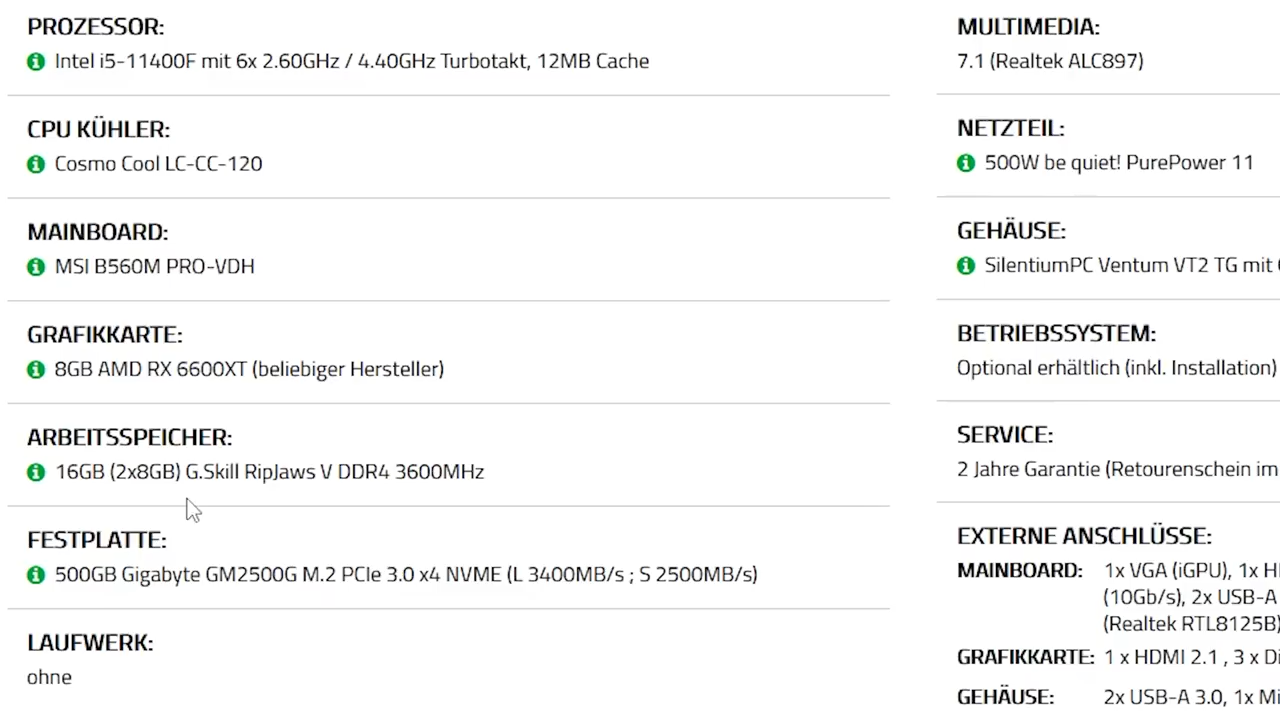 PROZESSOR:
Intel i5-11400F mit 6x 2.60GHz / 4.40GHz Turbotakt, 12MB Cache
CPU KÜHLER:
Cosmo Cool LC-CC-120
MAINBOARD:
MSI B560M PRO-VDH
GRAFIKKARTE:
8GB AMD RX 6600XT (beliebiger Hersteller)
ARBEITSSPEICHER:
16GB (2x8GB) G.Skill RipJaws V DDR4 3600MHz
FESTPLATTE:
500GB Gigabyte GM2500G M.2 PCIe 3.0 x4 NVME (L 3400MB/s ; S 2500MB/s)
LAUFWERK:
ohne
MULTIMEDIA:
7.1 (Realtek ALC897)
NETZTEIL:
500W be quiet! PurePower 11
GEHÄUSE:
SilentiumPC Ventum VT2 TG mit
BETRIEBSSYSTEM:
Optional erhältlich (inkl. Installation)
SERVICE:
2 Jahre Garantie (Retourenschein im
EXTERNE ANSCHLÜSSE:
MAINBOARD: 1x VGA (iGPU), 1x
(10Gb/s), 2x USB-A
(Realtek RTL8125B)
GRAFIKKARTE: 1 x HDMI 2.1 , 3 x
GEHÄUSE: 2x USB-A 3.0, 1x